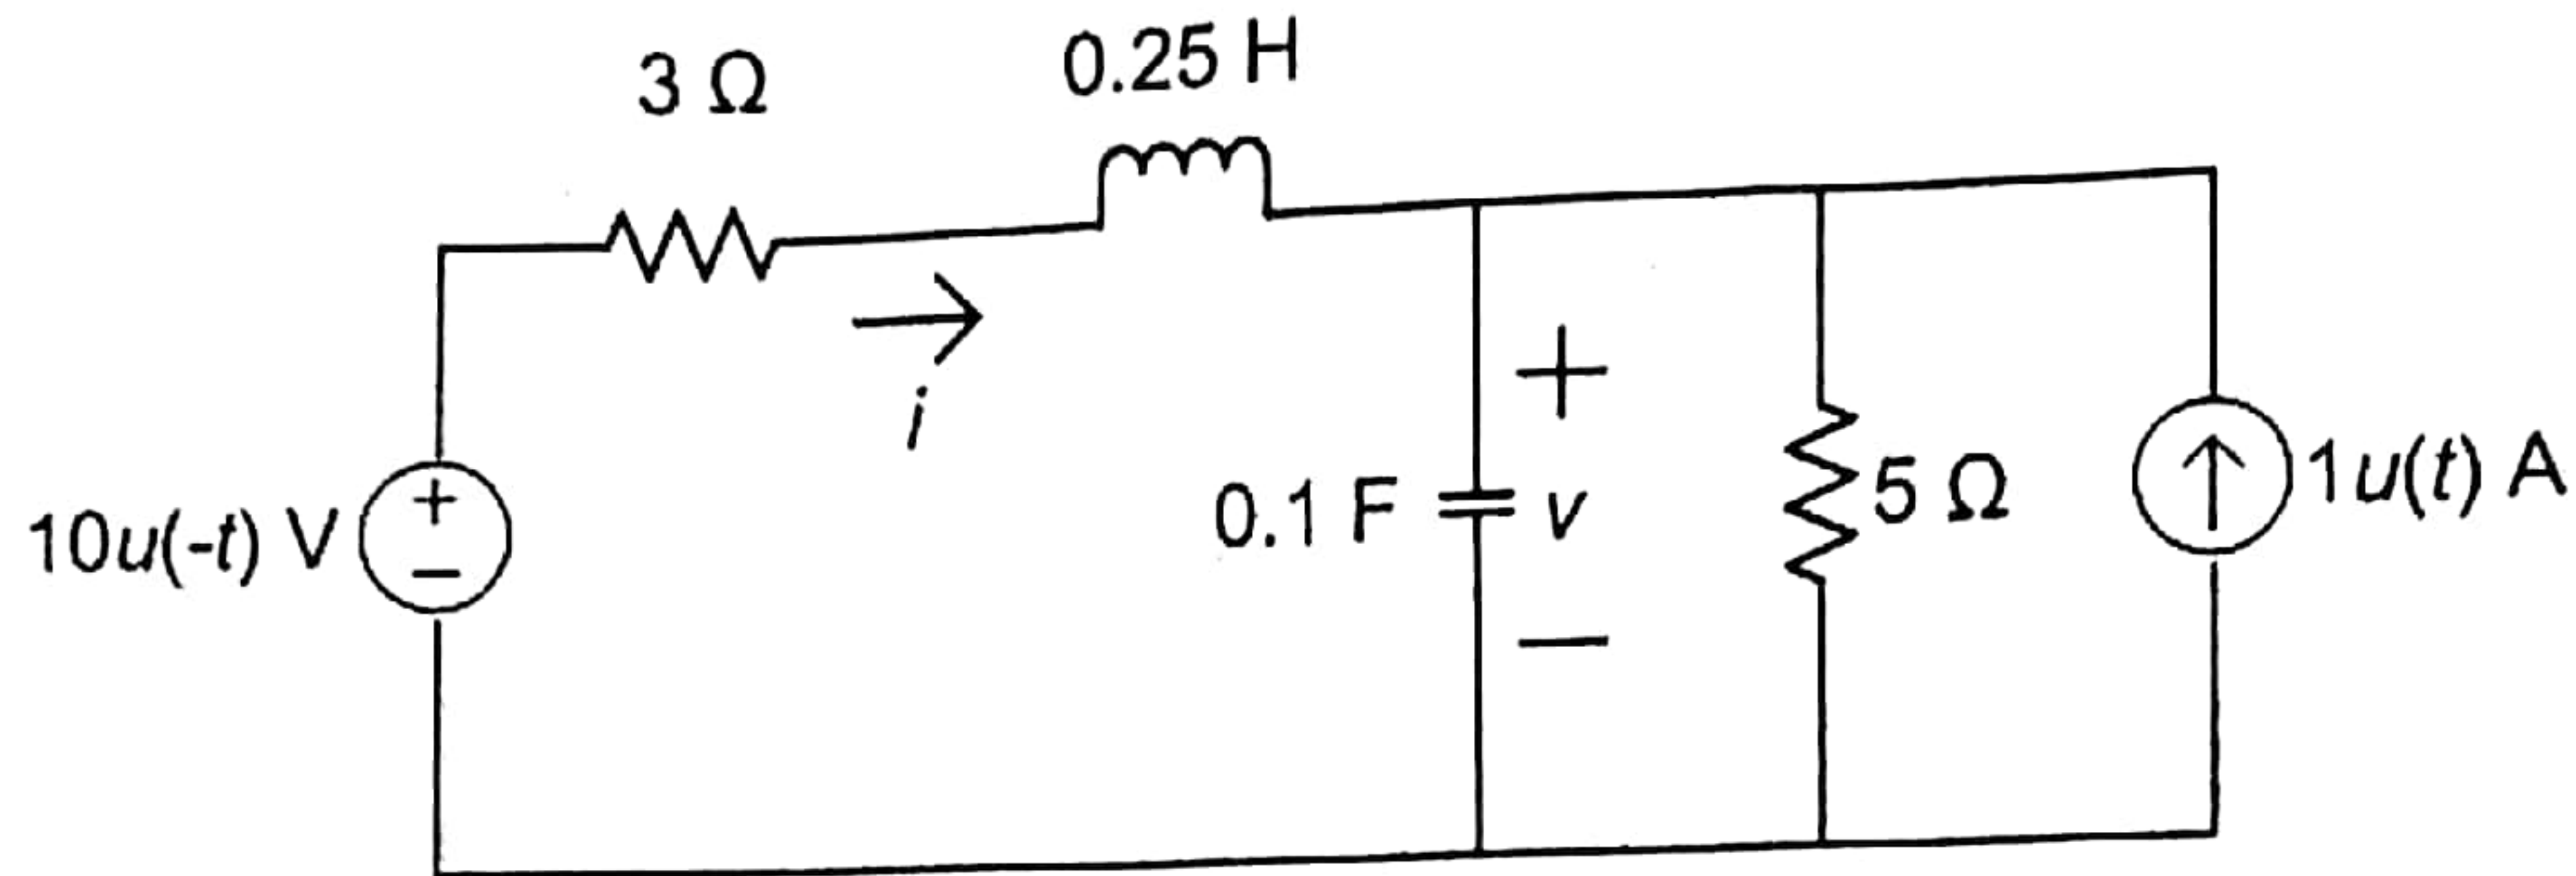 3 Ω
0.25 H
i
10u(-t) V
+
−
0.1 F
+
v
−
5 Ω
1u(t) A